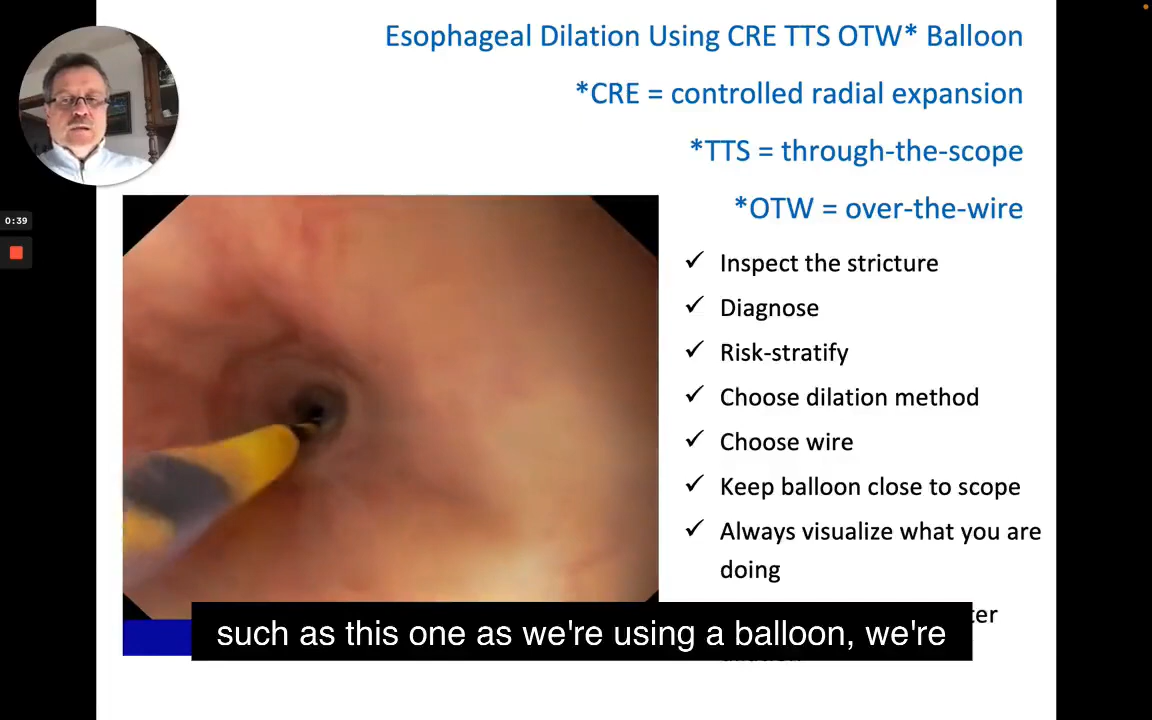 Esophageal Dilation Using CRE TTS OTW* Balloon
*CRE = controlled radial expansion
*TTS = through-the-scope
*OTW = over-the-wire
0:39
✓ Inspect the stricture
✓ Diagnose
✓ Risk-stratify
✓ Choose dilation method
✓ Choose wire
✓ Keep balloon close to scope
✓ Always visualize what you are
doing
such as this one as we're using a balloon, we're